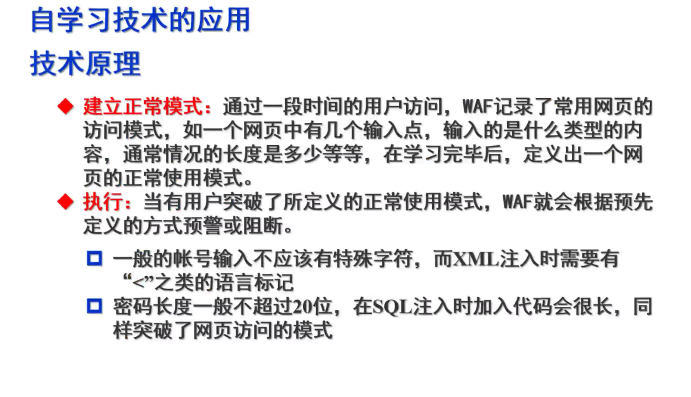 自学习技术的应用
技术原理
◆ 建立正常模式：通过一段时间的用户访问，WAF记录了常用网页的
访问模式，如一个网页中有几个输入点，输入的是什么类型的内
容，通常情况的长度是多少等等，在学习完毕后，定义出一个网
页的正常使用模式。
◆ 执行：当有用户突破了所定义的正常使用模式，WAF就会根据预先
定义的方式预警或阻断。
一般的帐号输入不应该有特殊字符，而XML注入时需要有
“<”之类的语言标记
密码长度一般不超过20位，在SQL注入时加入代码会很长，同
样突破了网页访问的模式